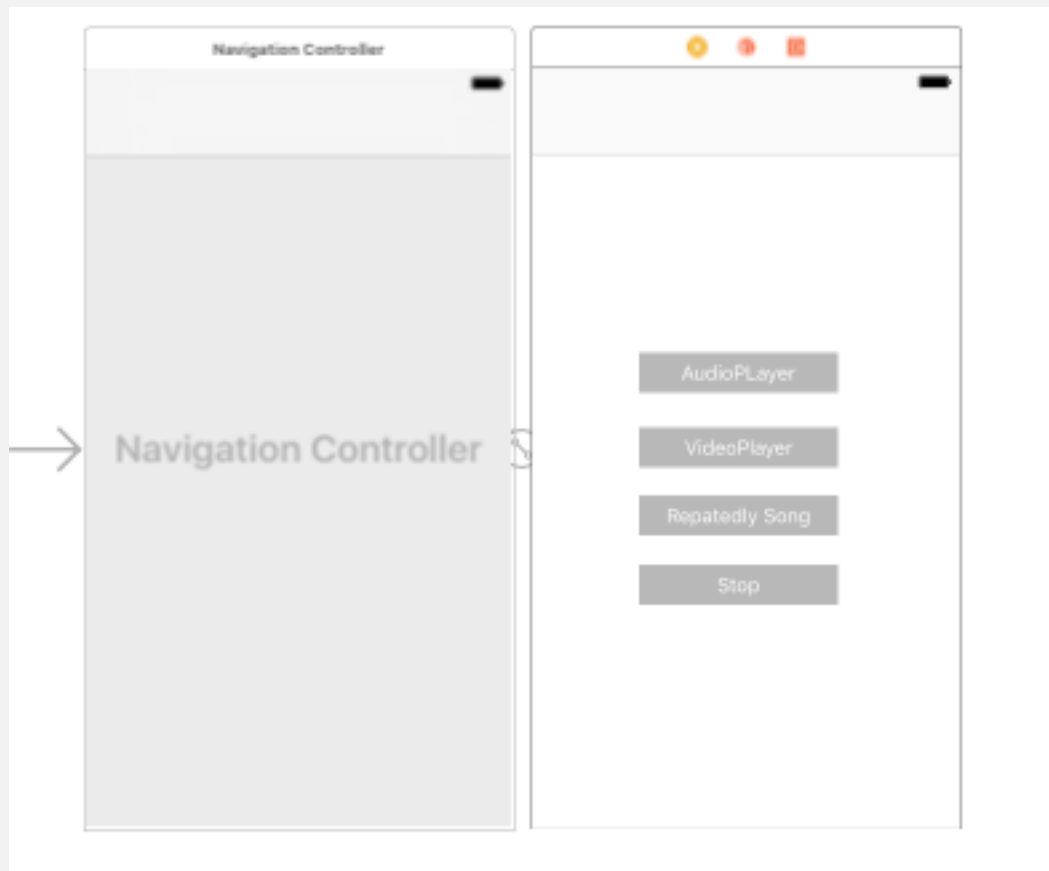 Navigation Controller
Navigation Controller
AudioPLayer
VideoPlayer
Repatedly Song
Stop